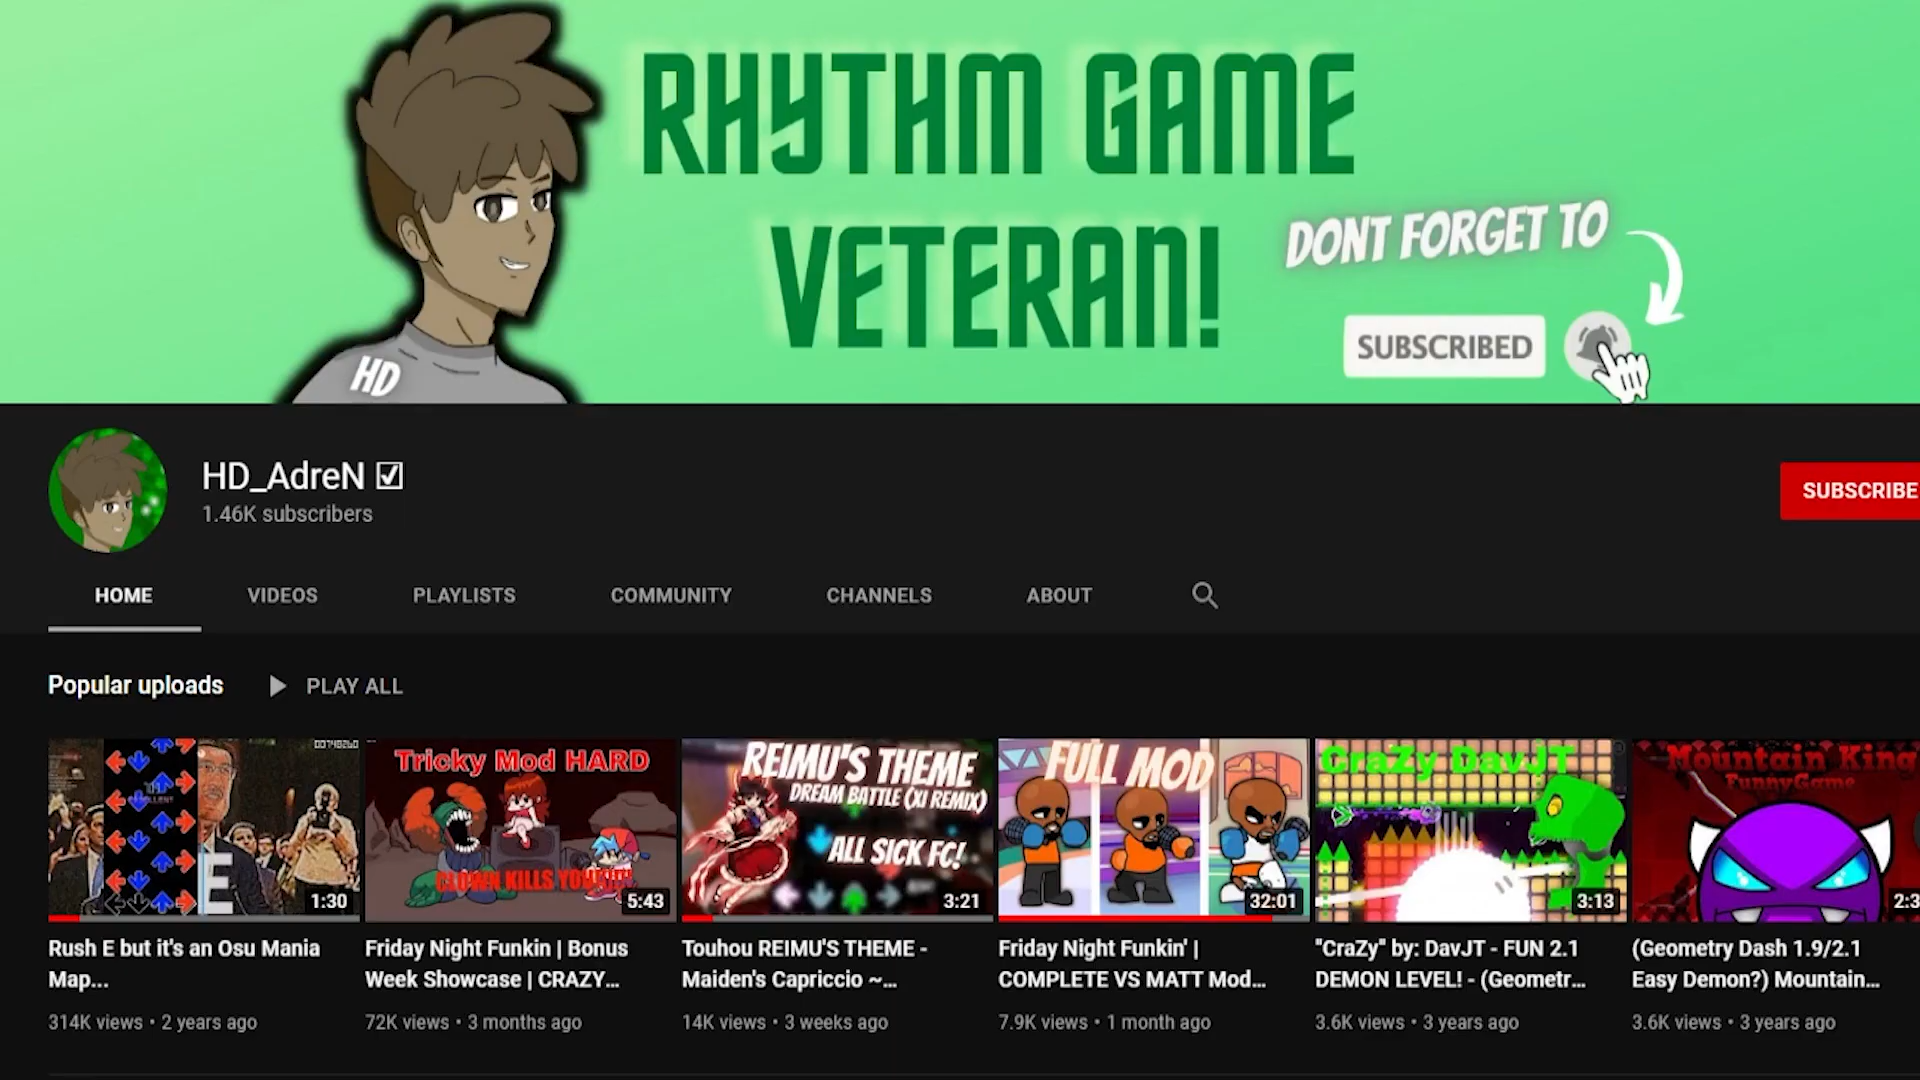 RHYTHM GAME
VETERAN!
DONT FORGET TO
SUBSCRIBED
HD
HD_AdreN ☑
1.46K subscribers
SUBSCRIBE
HOME VIDEOS PLAYLISTS COMMUNITY CHANNELS ABOUT
Popular uploads PLAY ALL
E
1:30
Tricky Mod HARD
5:43
REIMU'S THEME
DREAM BATTLE (XI REMIX)
ALL SICK FC!
3:21
FULL MOD
32:01
CraZy DavJT
3:13
Mountain King
FunnyGame
2:3
Rush E but it's an Osu Mania
Map...
314K views • 2 years ago
Friday Night Funkin | Bonus
Week Showcase | CRAZY...
72K views • 3 months ago
Touhou REIMU'S THEME -
Maiden's Capriccio ~...
14K views • 3 weeks ago
Friday Night Funkin' |
COMPLETE VS MATT Mod...
7.9K views • 1 month ago
"CraZy" by: DavJT - FUN 2.1
DEMON LEVEL! - (Geometr...
3.6K views • 3 years ago
(Geometry Dash 1.9/2.1
Easy Demon?) Mountain...
3.6K views • 3 years ago